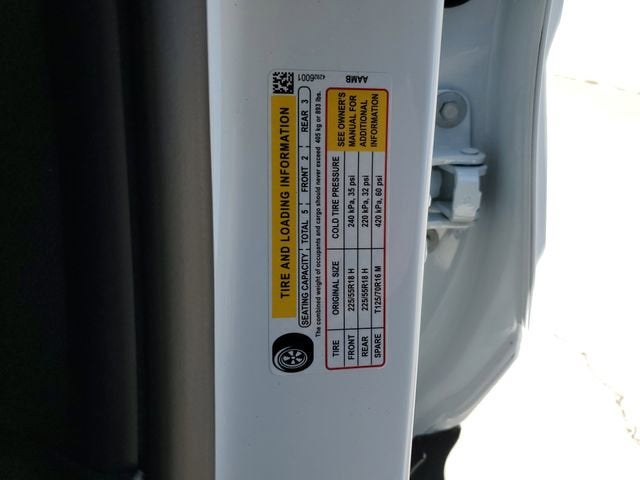 42926001
AAMB
TIRE AND LOADING INFORMATION
SEATING CAPACITY TOTAL 5 FRONT 2 REAR 3
The combined weight of occupants and cargo should never exceed 405 kg or 893 lbs.
TIRE ORIGINAL SIZE COLD TIRE PRESSURE
FRONT 225/55R18 H 240 kPa, 35 psi
REAR 225/55R18 H 220 kPa, 32 psi
SPARE T125/70R16 M 420 kPa, 60 psi
SEE OWNER'S
MANUAL FOR
ADDITIONAL
INFORMATION